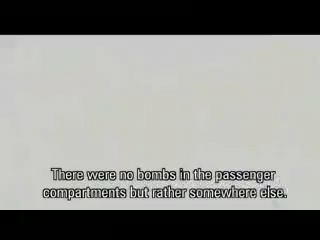 There were no bombs in the passenger
compartments but rather somewhere else.